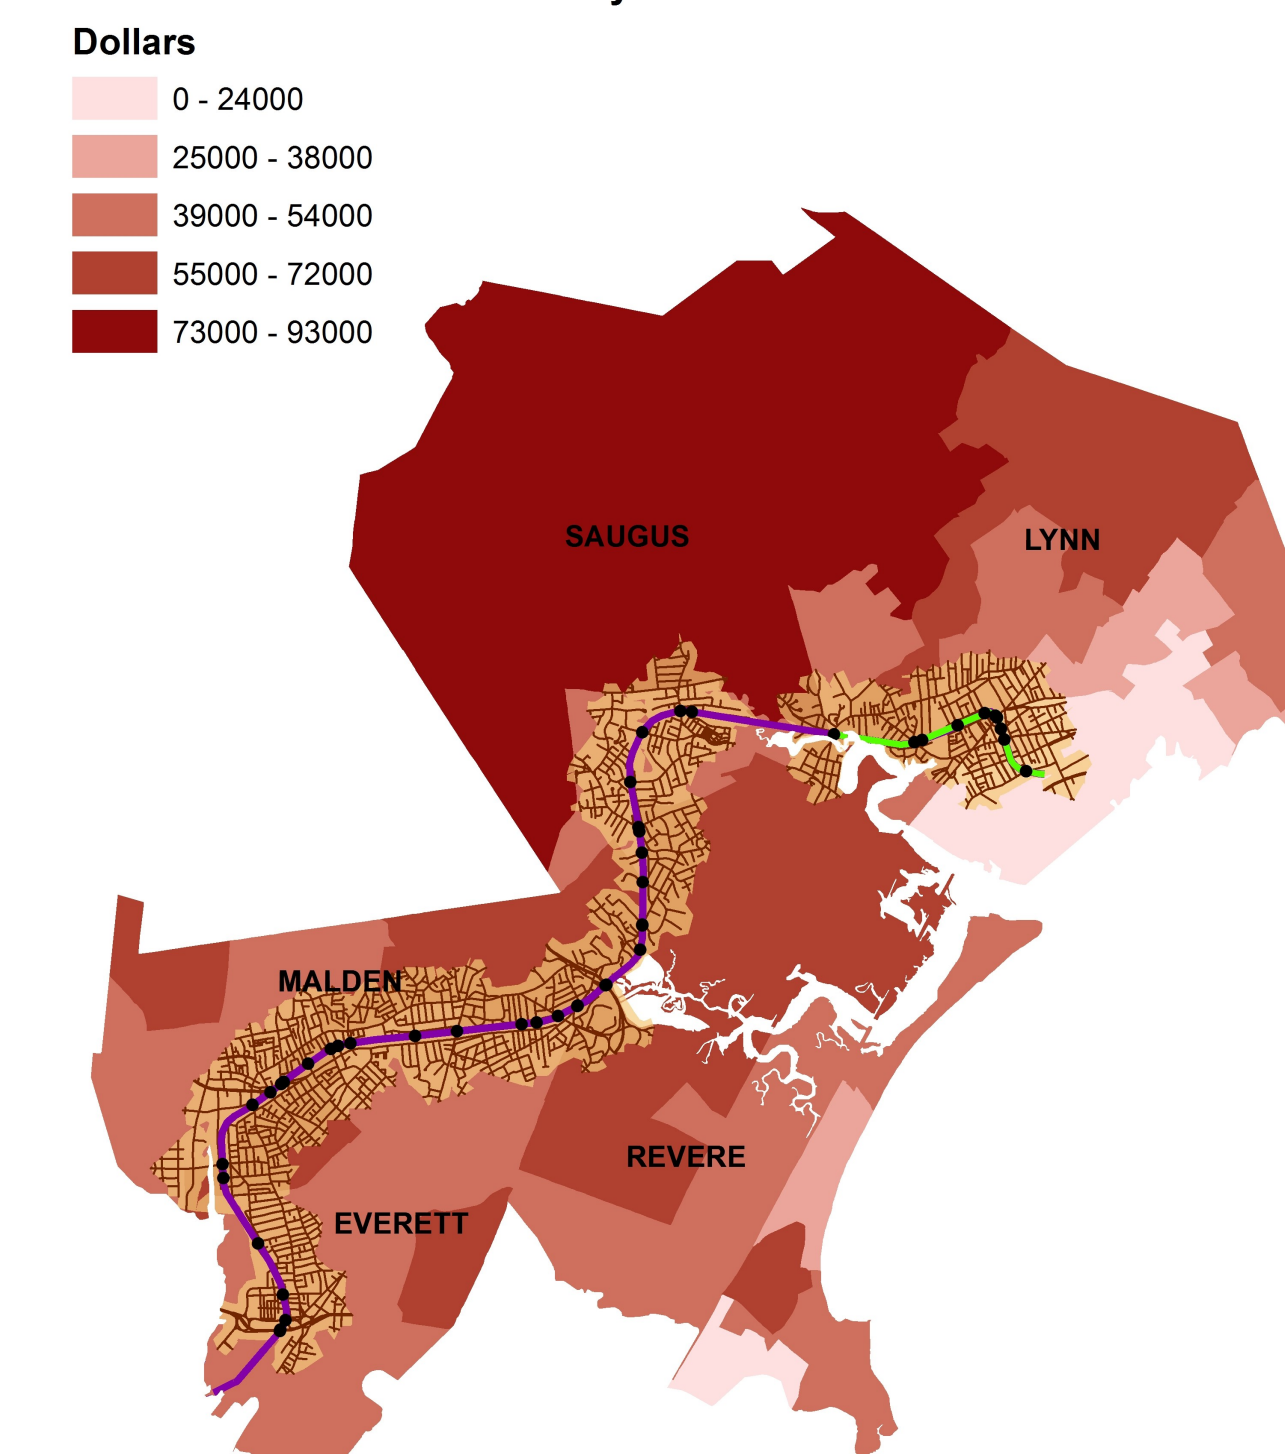 Dollars
0 - 24000
25000 - 38000
39000 - 54000
55000 - 72000
73000 - 93000
SAUGUS
LYNN
MALDEN
REVERE
EVERETT